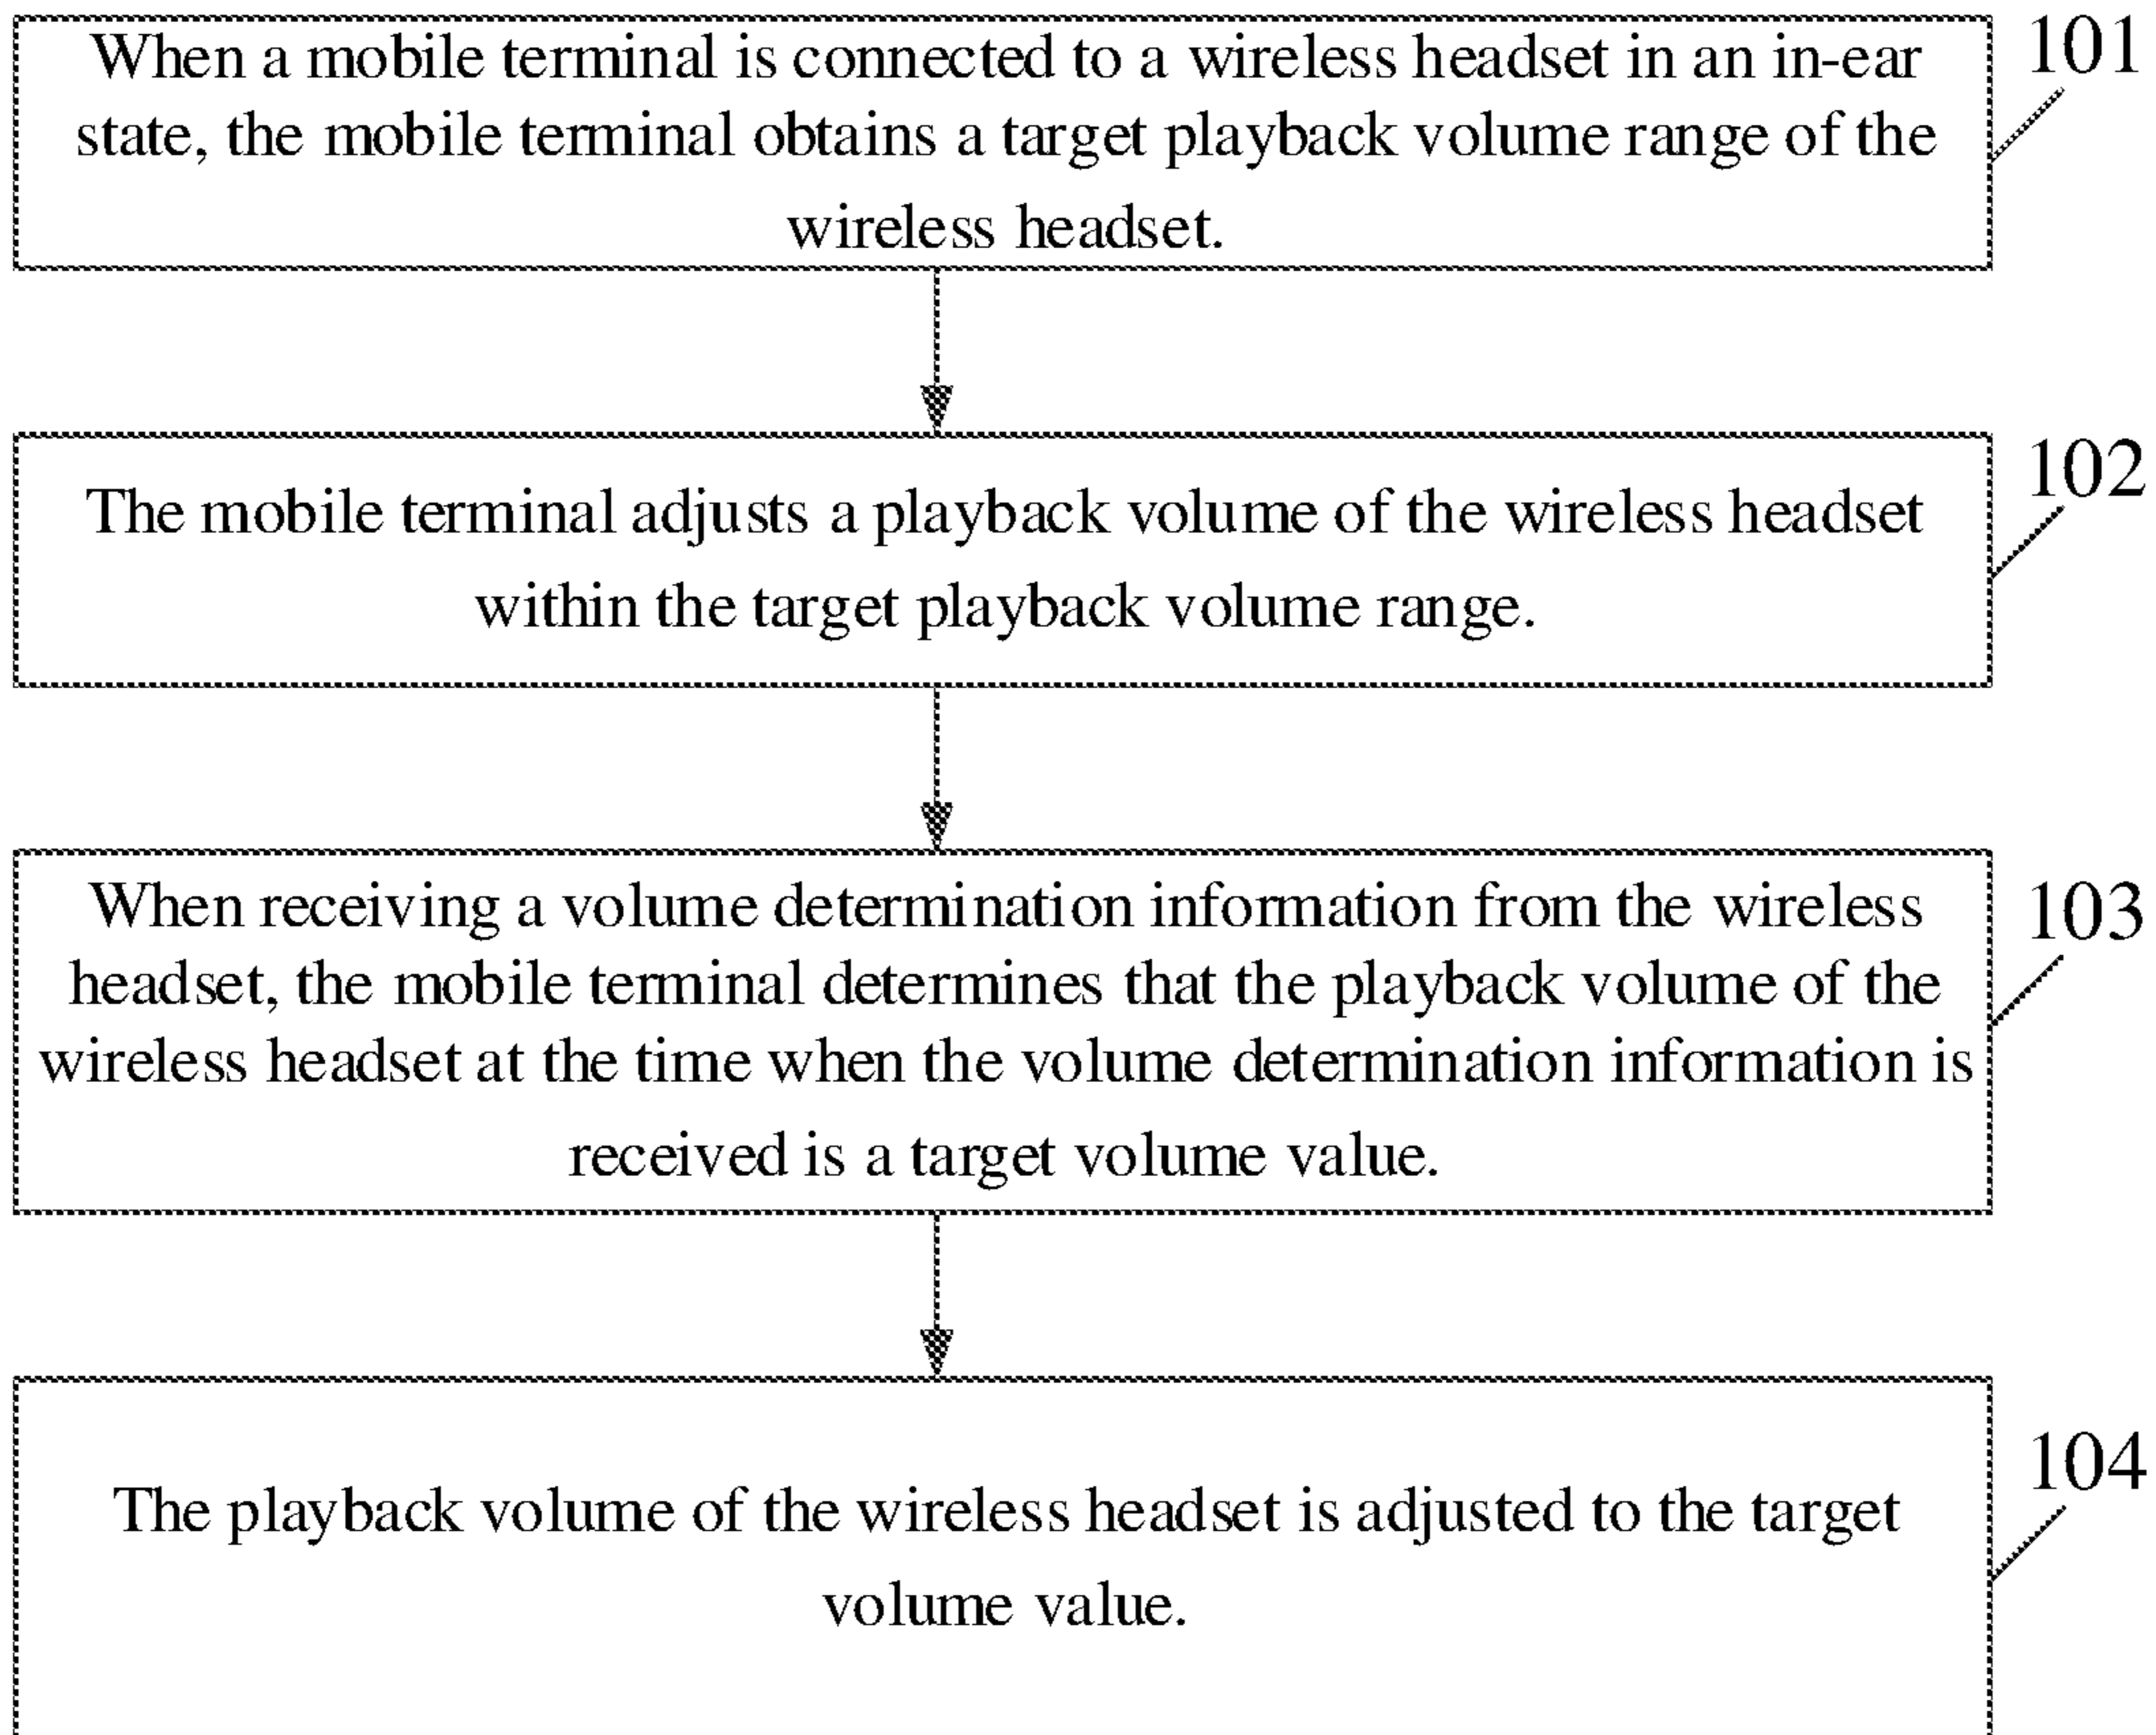 When a mobile terminal is connected to a wireless headset in an in-ear
state, the mobile terminal obtains a target playback volume range of the
wireless headset.
101
The mobile terminal adjusts a playback volume of the wireless headset
within the target playback volume range.
102
When receiving a volume determination information from the wireless
headset, the mobile terminal determines that the playback volume of the
wireless headset at the time when the volume determination information is
received is a target volume value.
103
The playback volume of the wireless headset is adjusted to the target
volume value.
104